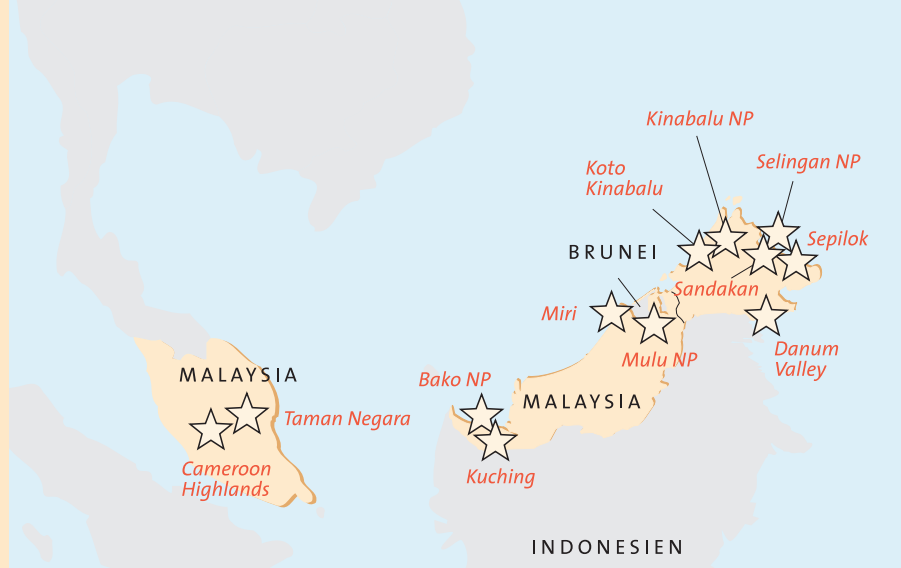 Kinabalu NP
Selingan NP
Koto
Kinabalu
Sepilok
BRUNEI
Sandakan
Miri
Mulu NP
Danum
Valley
MALAYSIA
Bako NP
MALAYSIA
Taman Negara
Cameroon
Highlands
Kuching
INDONESIEN